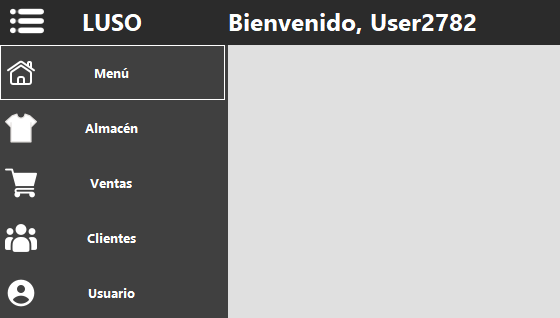 LUSO
Bienvenido, User2782
Menú
Almacén
Ventas
Clientes
Usuario